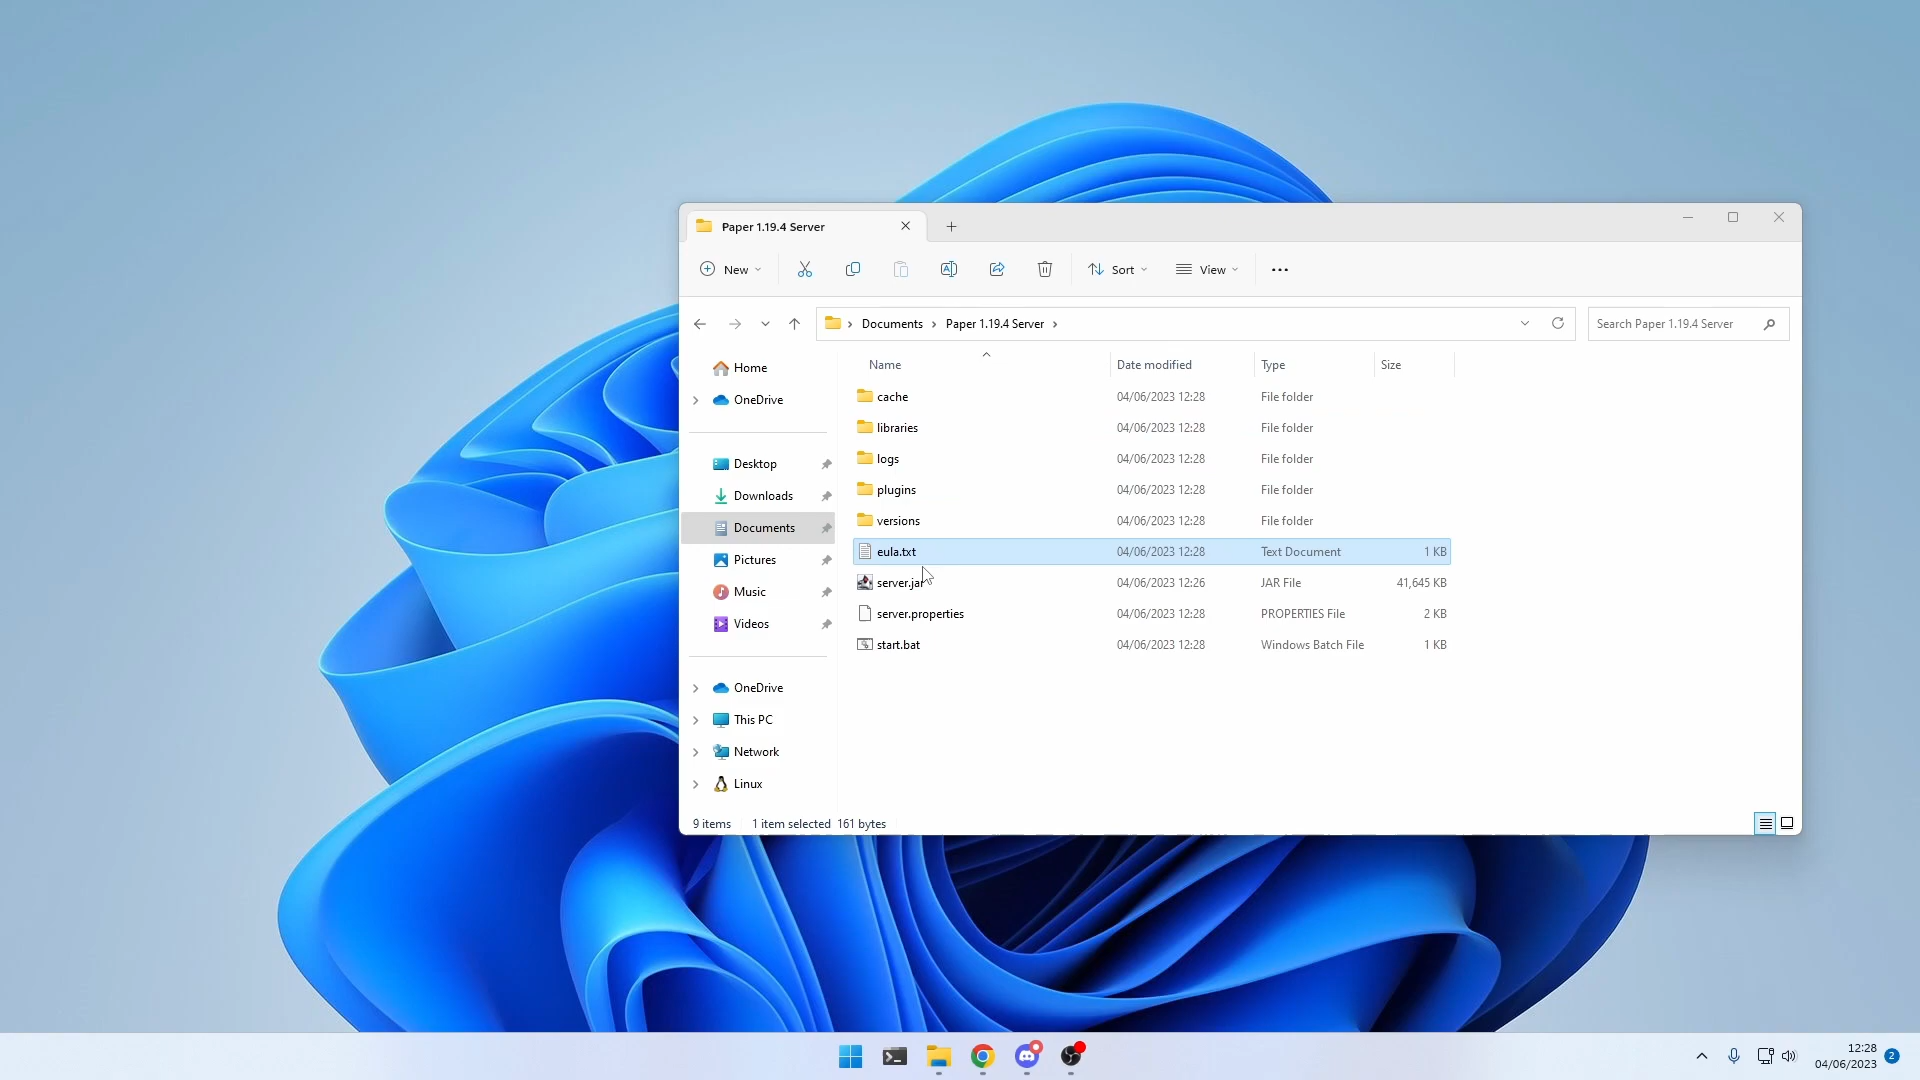 Paper 1.19.4 Server
New
Sort
View
Documents
Paper 1.19.4 Server
Search Paper 1.19.4 Server
Home
OneDrive
Desktop
Downloads
Documents
Pictures
Music
Videos
OneDrive
This PC
Network
Linux
Name Date modified Type Size
cache 04/06/2023 12:28 File folder
libraries 04/06/2023 12:28 File folder
logs 04/06/2023 12:28 File folder
plugins 04/06/2023 12:28 File folder
versions 04/06/2023 12:28 File folder
eula.txt 04/06/2023 12:28 Text Document 1 KB
server.jar 04/06/2023 12:26 JAR File 41,645 KB
server.properties 04/06/2023 12:28 PROPERTIES File 2 KB
start.bat 04/06/2023 12:28 Windows Batch File 1 KB
9 items 1 item selected 161 bytes
12:28
04/06/2023
2